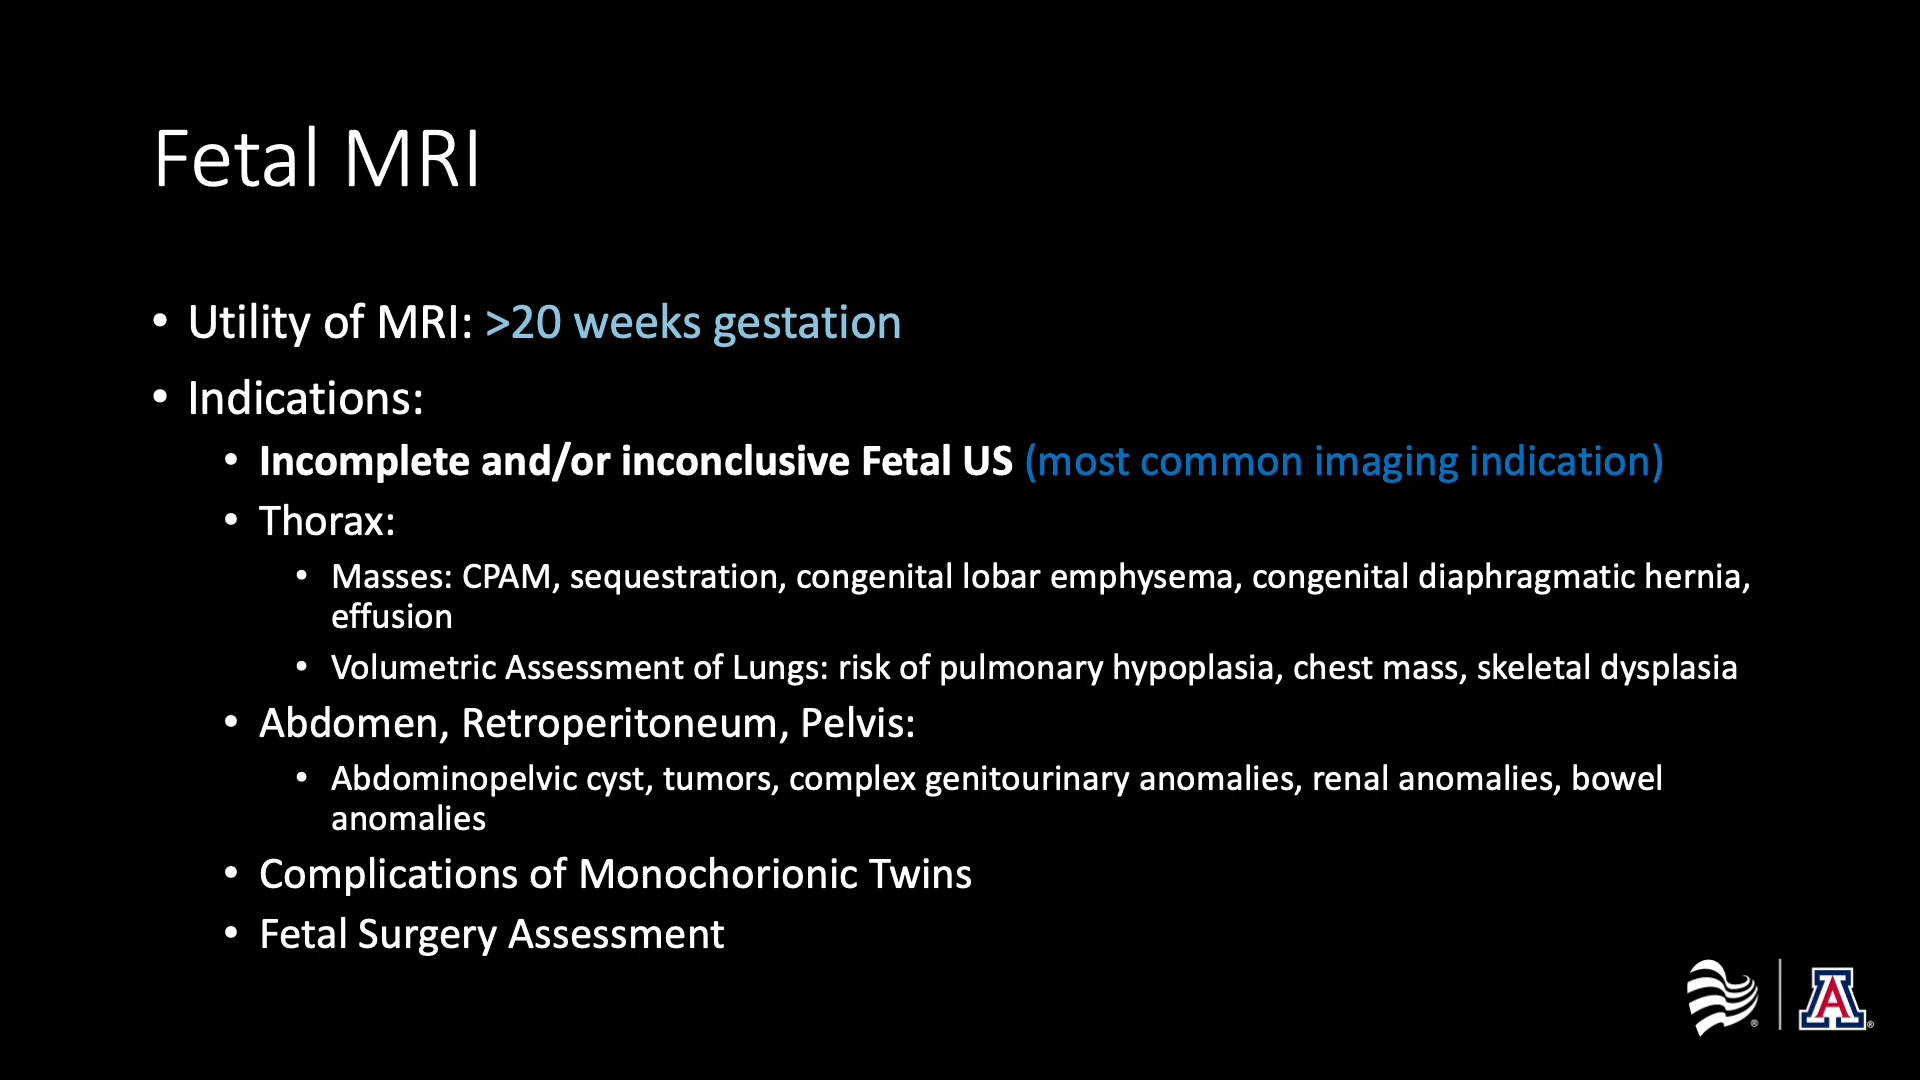 Fetal MRI
• Utility of MRI: >20 weeks gestation
• Indications:
• Incomplete and/or inconclusive Fetal US (most common imaging indication)
• Thorax:
• Masses: CPAM, sequestration, congenital lobar emphysema, congenital diaphragmatic hernia,
effusion
• Volumetric Assessment of Lungs: risk of pulmonary hypoplasia, chest mass, skeletal dysplasia
• Abdomen, Retroperitoneum, Pelvis:
• Abdominopelvic cyst, tumors, complex genitourinary anomalies, renal anomalies, bowel
anomalies
• Complications of Monochorionic Twins
• Fetal Surgery Assessment
® A ®